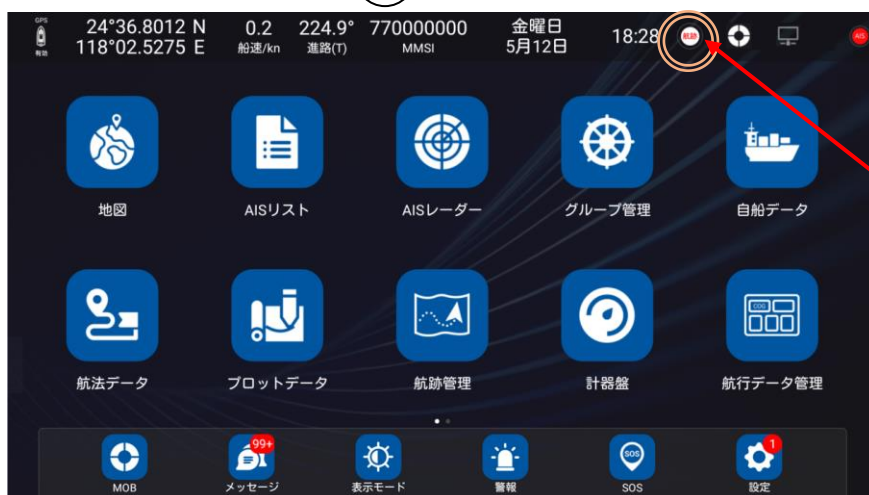 GPS
有効
24°36.8012 N
118°02.5275 E
0.2
船速/kn
224.9°
進路(T)
770000000
MMSI
金曜日
5月12日
18:28
航跡
AIS
地図
AISリスト
AISレーダー
グループ管理
自船データ
COG
航法データ
プロットデータ
航跡管理
計器盤
航行データ管理
99+
SOS
1
MOB
メッセージ
表示モード
警報
SOS
設定